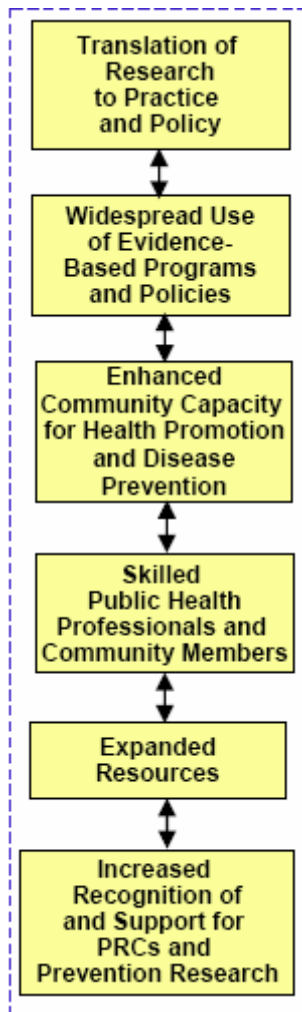 Translation of
Research
to Practice
and Policy
Widespread Use
of Evidence-
Based Programs
and Policies
Enhanced
Community Capacity
for Health Promotion
and Disease
Prevention
Skilled
Public Health
Professionals and
Community Members
Expanded
Resources
Increased
Recognition of
and Support for
PRCs and
Prevention Research